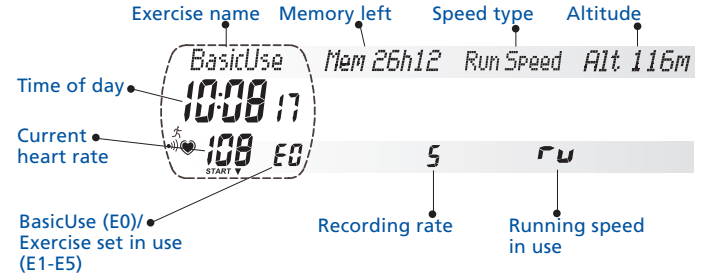 Exercise name Memory left Speed type Altitude
BasicUse Mem 26h12 Run Speed Alt 116m
Time of day
10:08 17
Current
heart rate
108 E0 5 ru
START ▼
BasicUse (E0)/
Exercise set in use
(E1-E5)
Recording rate
Running speed
in use